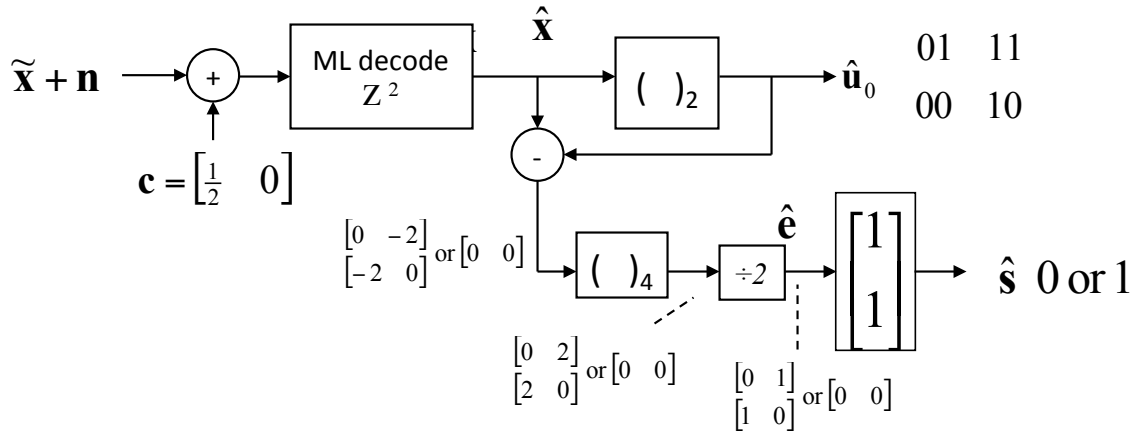 x̂
ML decode
Z²
x̃ + n
+
( )₂
û₀
01 11
00 10
c = [½ 0]
-
[0 -2]
[-2 0] or [0 0]
( )₄
÷2
ê
[1
1]
ŝ 0 or 1
[0 2]
[2 0] or [0 0]
[0 1]
[1 0] or [0 0]